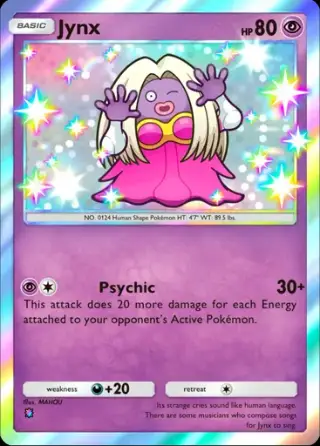 BASIC Jynx HP 80
NO. 0124 Human Shape Pokémon HT: 4'7" WT: 89.5 lbs.
Psychic 30+
This attack does 20 more damage for each Energy
attached to your opponent's Active Pokémon.
weakness +20 retreat
Illus. MAHOU
Its strange cries sound like human language.
There are some musicians who compose songs
for Jynx to sing.